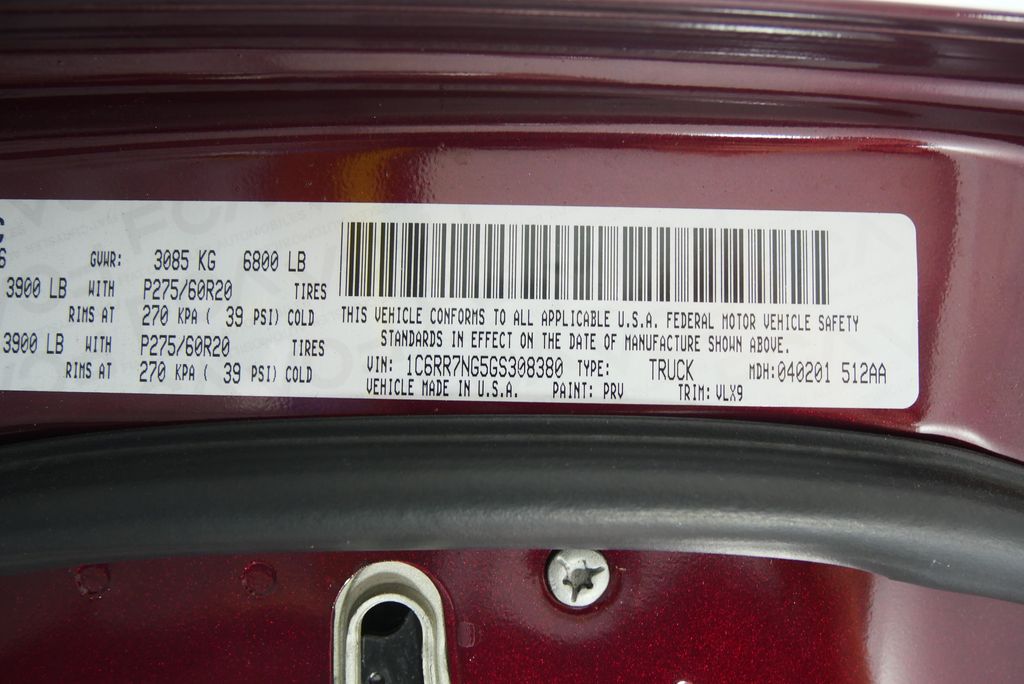 C
6 GVWR: 3085 KG 6800 LB
3900 LB WITH P275/60R20 TIRES
RIMS AT 270 KPA ( 39 PSI) COLD
3900 LB WITH P275/60R20 TIRES
RIMS AT 270 KPA ( 39 PSI) COLD
THIS VEHICLE CONFORMS TO ALL APPLICABLE U.S.A. FEDERAL MOTOR VEHICLE SAFETY
STANDARDS IN EFFECT ON THE DATE OF MANUFACTURE SHOWN ABOVE.
VIN: 1C6RR7NG5GS308380 TYPE: TRUCK MDH:040201 512AA
VEHICLE MADE IN U.S.A. PAINT: PRV TRIM: VLX9